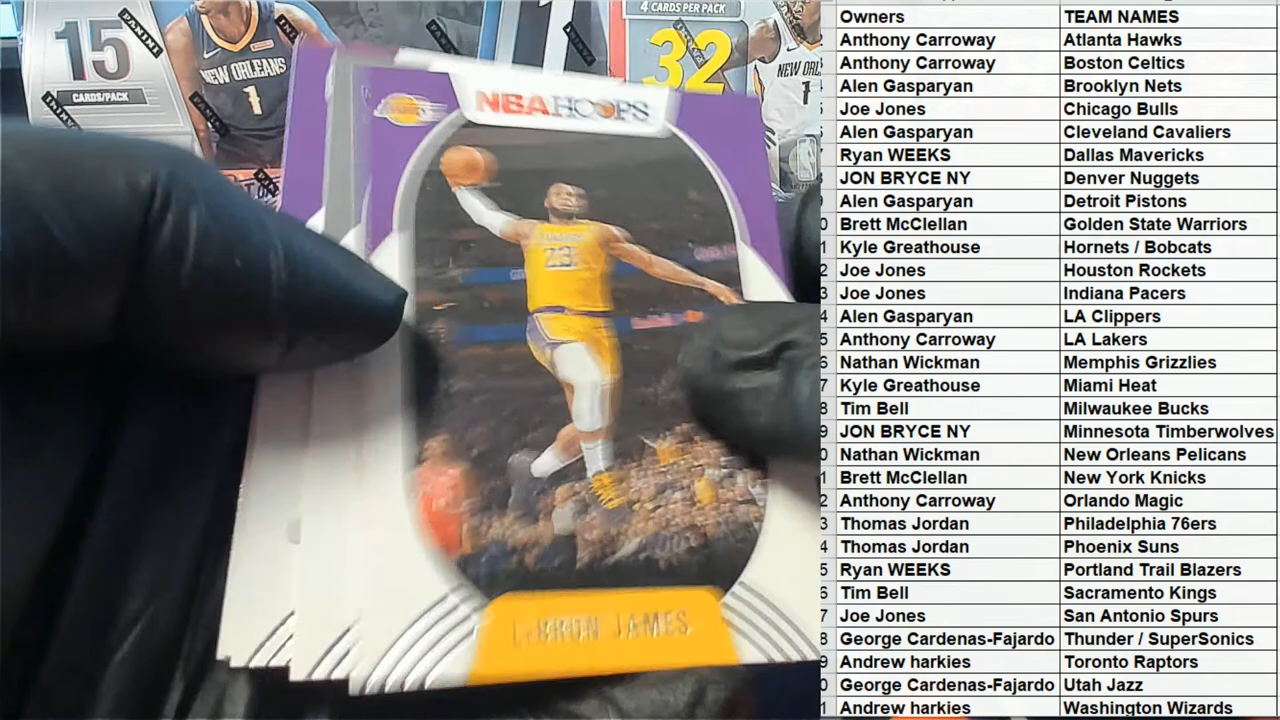 15
CARDS/PACK
PANINI
NEW ORLEANS
1
4 CARDS PER PACK
32
NEW ORL
1
NBA HOOPS
23
LEBRON JAMES
Owners TEAM NAMES
Anthony Carroway Atlanta Hawks
Anthony Carroway Boston Celtics
Alen Gasparyan Brooklyn Nets
Joe Jones Chicago Bulls
Alen Gasparyan Cleveland Cavaliers
Ryan WEEKS Dallas Mavericks
JON BRYCE NY Denver Nuggets
Alen Gasparyan Detroit Pistons
Brett McClellan Golden State Warriors
Kyle Greathouse Hornets / Bobcats
Joe Jones Houston Rockets
Joe Jones Indiana Pacers
Alen Gasparyan LA Clippers
Anthony Carroway LA Lakers
Nathan Wickman Memphis Grizzlies
Kyle Greathouse Miami Heat
Tim Bell Milwaukee Bucks
JON BRYCE NY Minnesota Timberwolves
Nathan Wickman New Orleans Pelicans
Brett McClellan New York Knicks
Anthony Carroway Orlando Magic
Thomas Jordan Philadelphia 76ers
Thomas Jordan Phoenix Suns
Ryan WEEKS Portland Trail Blazers
Tim Bell Sacramento Kings
Joe Jones San Antonio Spurs
George Cardenas-Fajardo Thunder / SuperSonics
Andrew harkies Toronto Raptors
George Cardenas-Fajardo Utah Jazz
Andrew harkies Washington Wizards